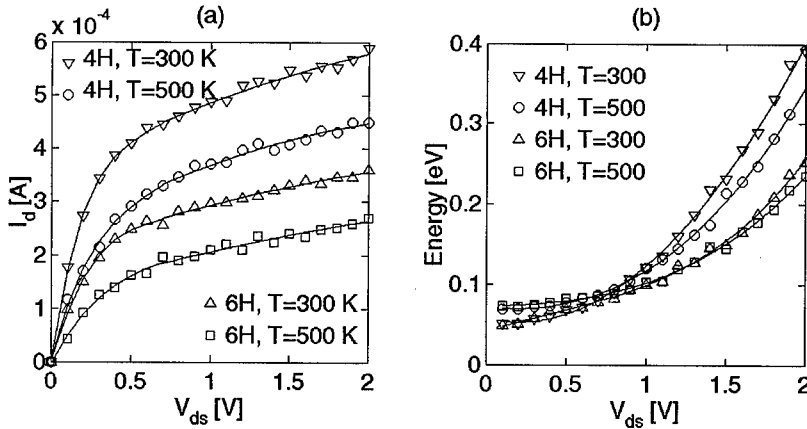 (a)
x 10^-4
6
5
4
3
2
1
0
I_d [A]
▽ 4H, T=300 K
○ 4H, T=500 K
△ 6H, T=300 K
□ 6H, T=500 K
0
0.5
1
1.5
2
V_ds [V]
(b)
0.4
0.3
0.2
0.1
0
Energy [eV]
▽ 4H, T=300
○ 4H, T=500
△ 6H, T=300
□ 6H, T=500
0
0.5
1
1.5
2
V_ds [V]